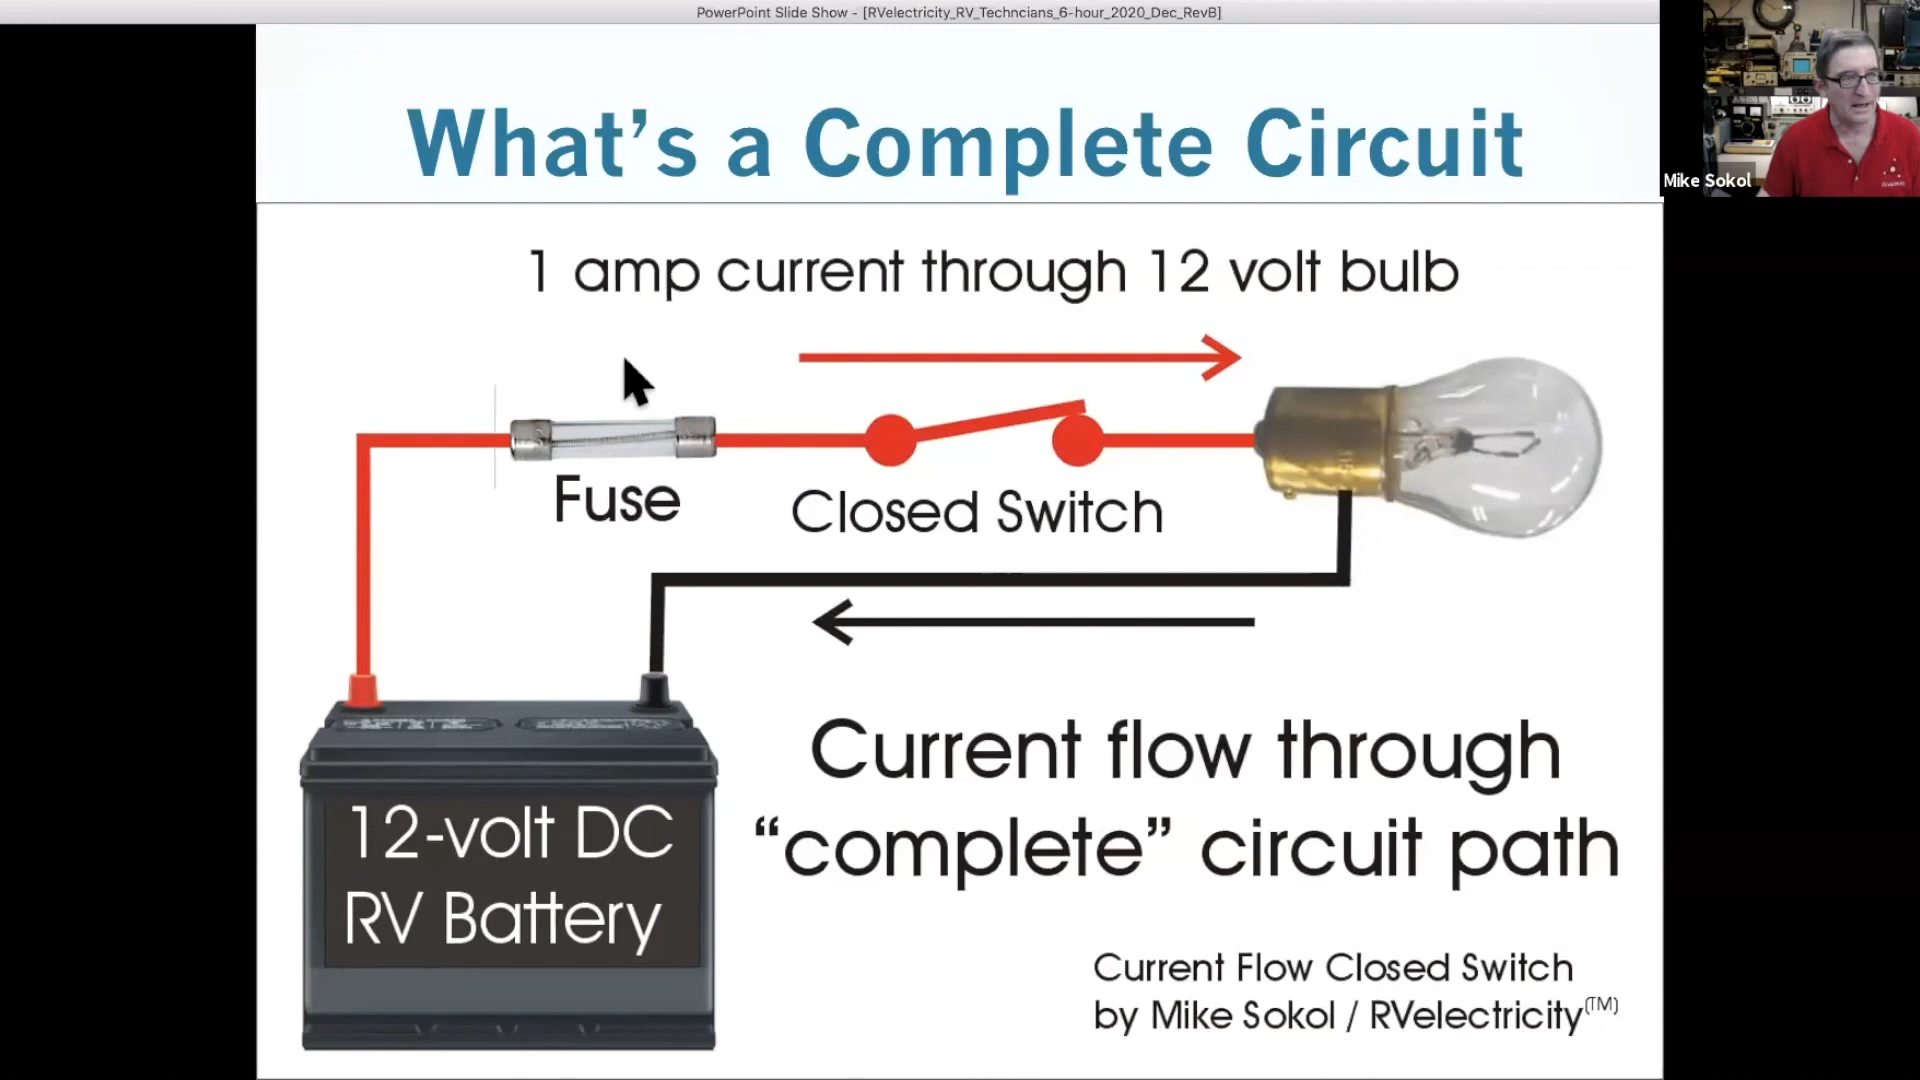 PowerPoint Slide Show - [RVelectricity_RV_Techncians_6-hour_2020_Dec_RevB]
What's a Complete Circuit
Mike Sokol
1 amp current through 12 volt bulb
Fuse
Closed Switch
12-volt DC
RV Battery
Current flow through
“complete” circuit path
Current Flow Closed Switch
by Mike Sokol / RVelectricity(TM)